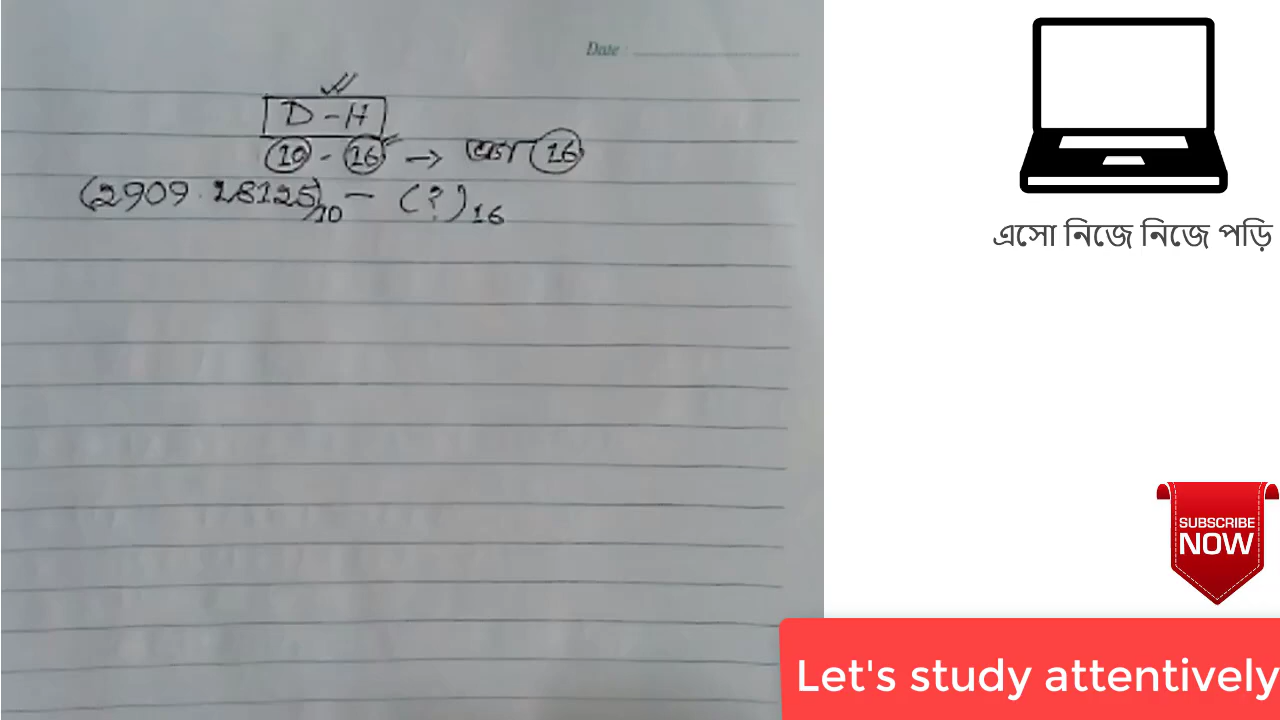 Date :
D - H
10 - 16 → ভাগ 16
(2909.28125)10 — (?)16
এসো নিজে নিজে পড়ি
SUBSCRIBE
NOW
Let's study attentively